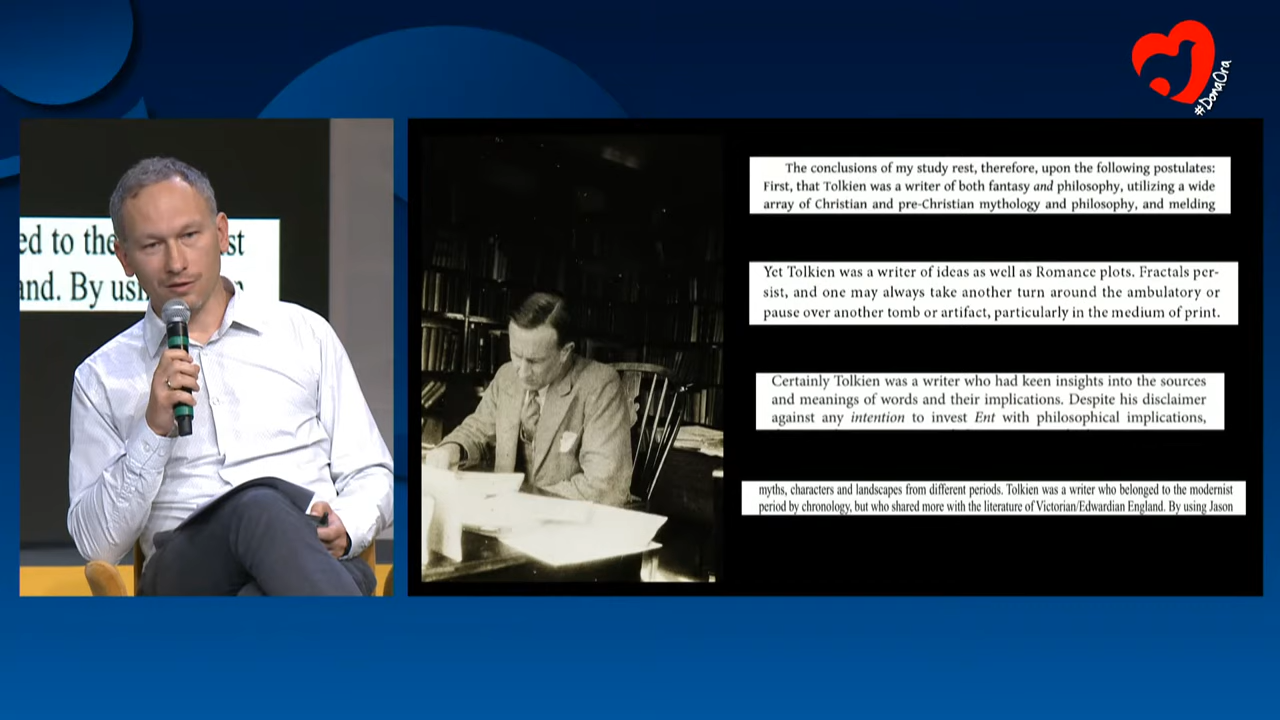 #DonaOra
ed to the
st
and. By usi
The conclusions of my study rest, therefore, upon the following postulates:
First, that Tolkien was a writer of both fantasy and philosophy, utilizing a wide
array of Christian and pre-Christian mythology and philosophy, and melding
Yet Tolkien was a writer of ideas as well as Romance plots. Fractals per-
sist, and one may always take another turn around the ambulatory or
pause over another tomb or artifact, particularly in the medium of print.
Certainly Tolkien was a writer who had keen insights into the sources
and meanings of words and their implications. Despite his disclaimer
against any intention to invest Ent with philosophical implications,
myths, characters and landscapes from different periods. Tolkien was a writer who belonged to the modernist
period by chronology, but who shared more with the literature of Victorian/Edwardian England. By using Jason